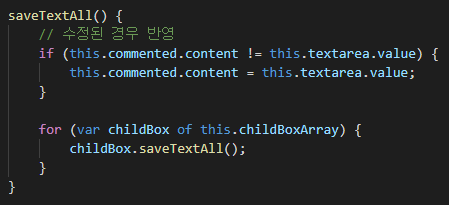 saveTextAll() {
    // 수정된 경우 반영
    if (this.commented.content != this.textarea.value) {
        this.commented.content = this.textarea.value;
    }

    for (var childBox of this.childBoxArray) {
        childBox.saveTextAll();
    }
}